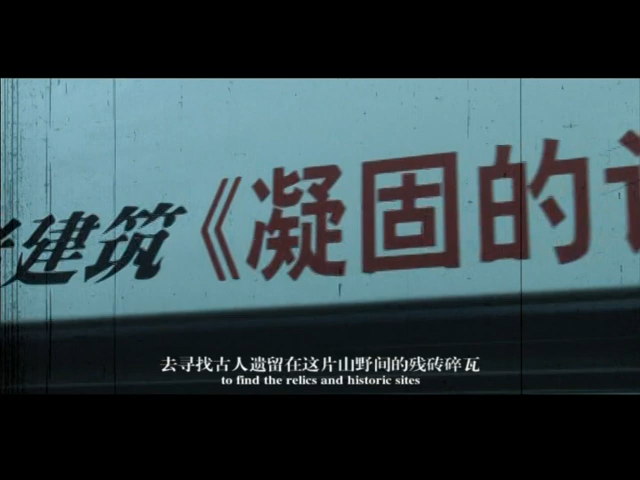 建筑《凝固的
去寻找古人遗留在这片山野间的残砖碎瓦
to find the relics and historic sites